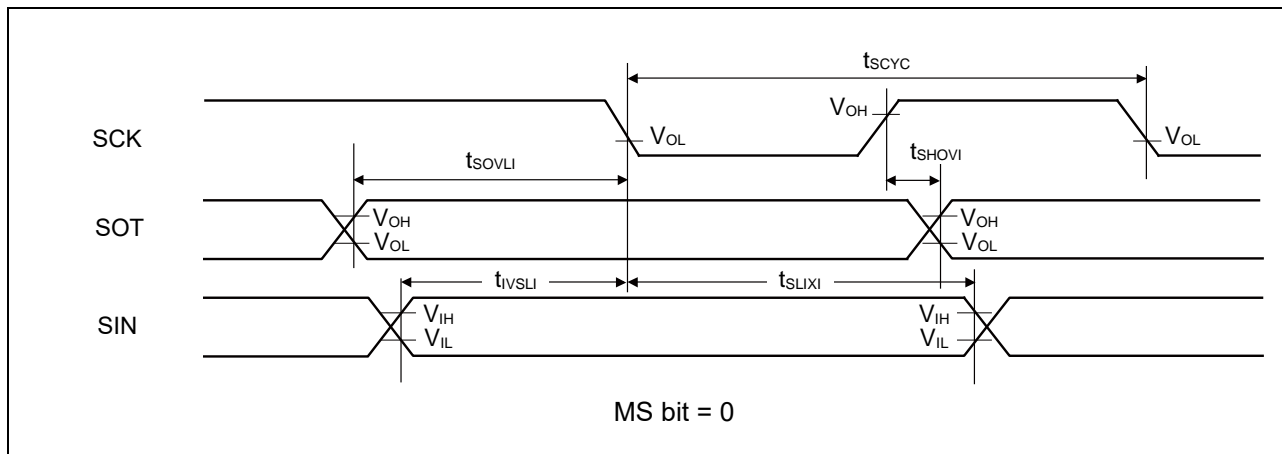 tSCYC
SCK
VOH
VOL
VOL
tSHOVI
tSOVLI
SOT
VOH
VOL
VOH
VOL
tIVSLI
tSLIXI
SIN
VIH
VIL
VIH
VIL
MS bit = 0